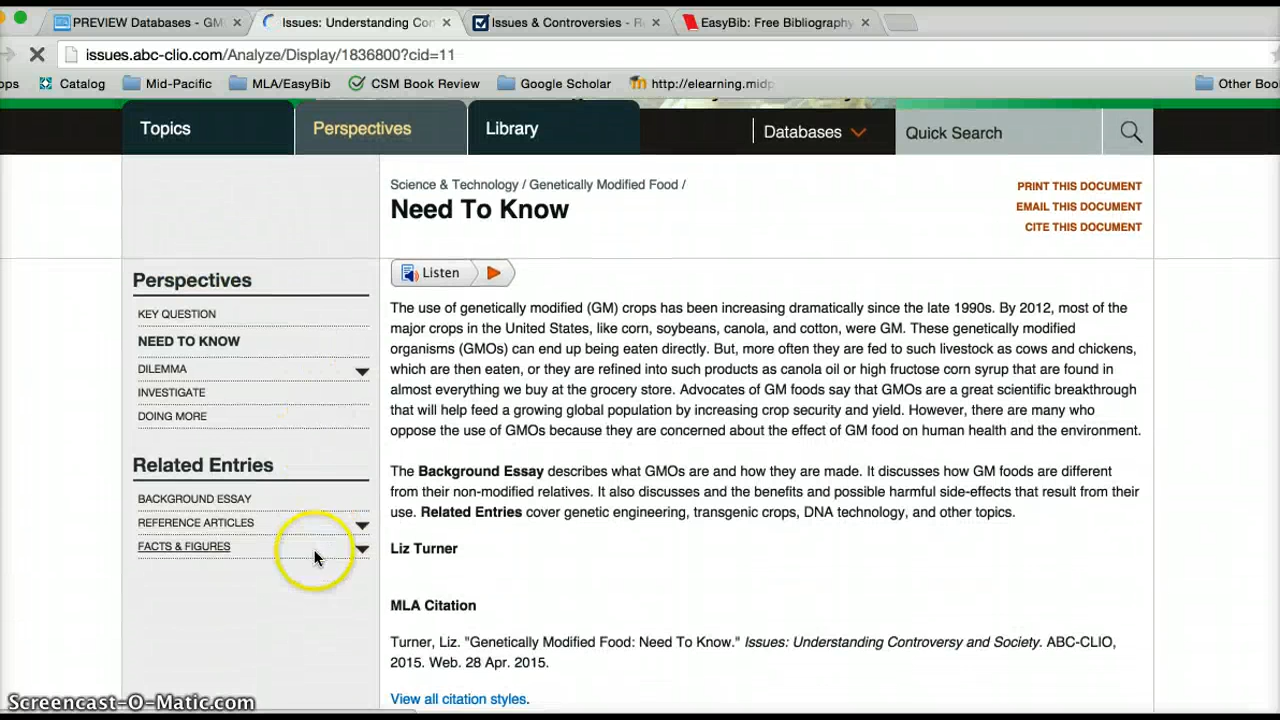 PREVIEW Databases - GM
Issues: Understanding Co
Issues & Controversies - R
EasyBib: Free Bibliography
issues.abc-clio.com/Analyze/Display/1836800?cid=11
ops Catalog Mid-Pacific MLA/EasyBib CSM Book Review Google Scholar http://elearning.midp Other Boo
Topics Perspectives Library Databases Quick Search
Science & Technology / Genetically Modified Food /
Need To Know
PRINT THIS DOCUMENT
EMAIL THIS DOCUMENT
CITE THIS DOCUMENT
Perspectives
KEY QUESTION
NEED TO KNOW
DILEMMA
INVESTIGATE
DOING MORE
Related Entries
BACKGROUND ESSAY
REFERENCE ARTICLES
FACTS & FIGURES
Listen
The use of genetically modified (GM) crops has been increasing dramatically since the late 1990s. By 2012, most of the
major crops in the United States, like corn, soybeans, canola, and cotton, were GM. These genetically modified
organisms (GMOs) can end up being eaten directly. But, more often they are fed to such livestock as cows and chickens,
which are then eaten, or they are refined into such products as canola oil or high fructose corn syrup that are found in
almost everything we buy at the grocery store. Advocates of GM foods say that GMOs are a great scientific breakthrough
that will help feed a growing global population by increasing crop security and yield. However, there are many who
oppose the use of GMOs because they are concerned about the effect of GM food on human health and the environment.
The Background Essay describes what GMOs are and how they are made. It discusses how GM foods are different
from their non-modified relatives. It also discusses and the benefits and possible harmful side-effects that result from their
use. Related Entries cover genetic engineering, transgenic crops, DNA technology, and other topics.
Liz Turner
MLA Citation
Turner, Liz. "Genetically Modified Food: Need To Know." Issues: Understanding Controversy and Society. ABC-CLIO,
2015. Web. 28 Apr. 2015.
View all citation styles.
Screencast-O-Matic.com